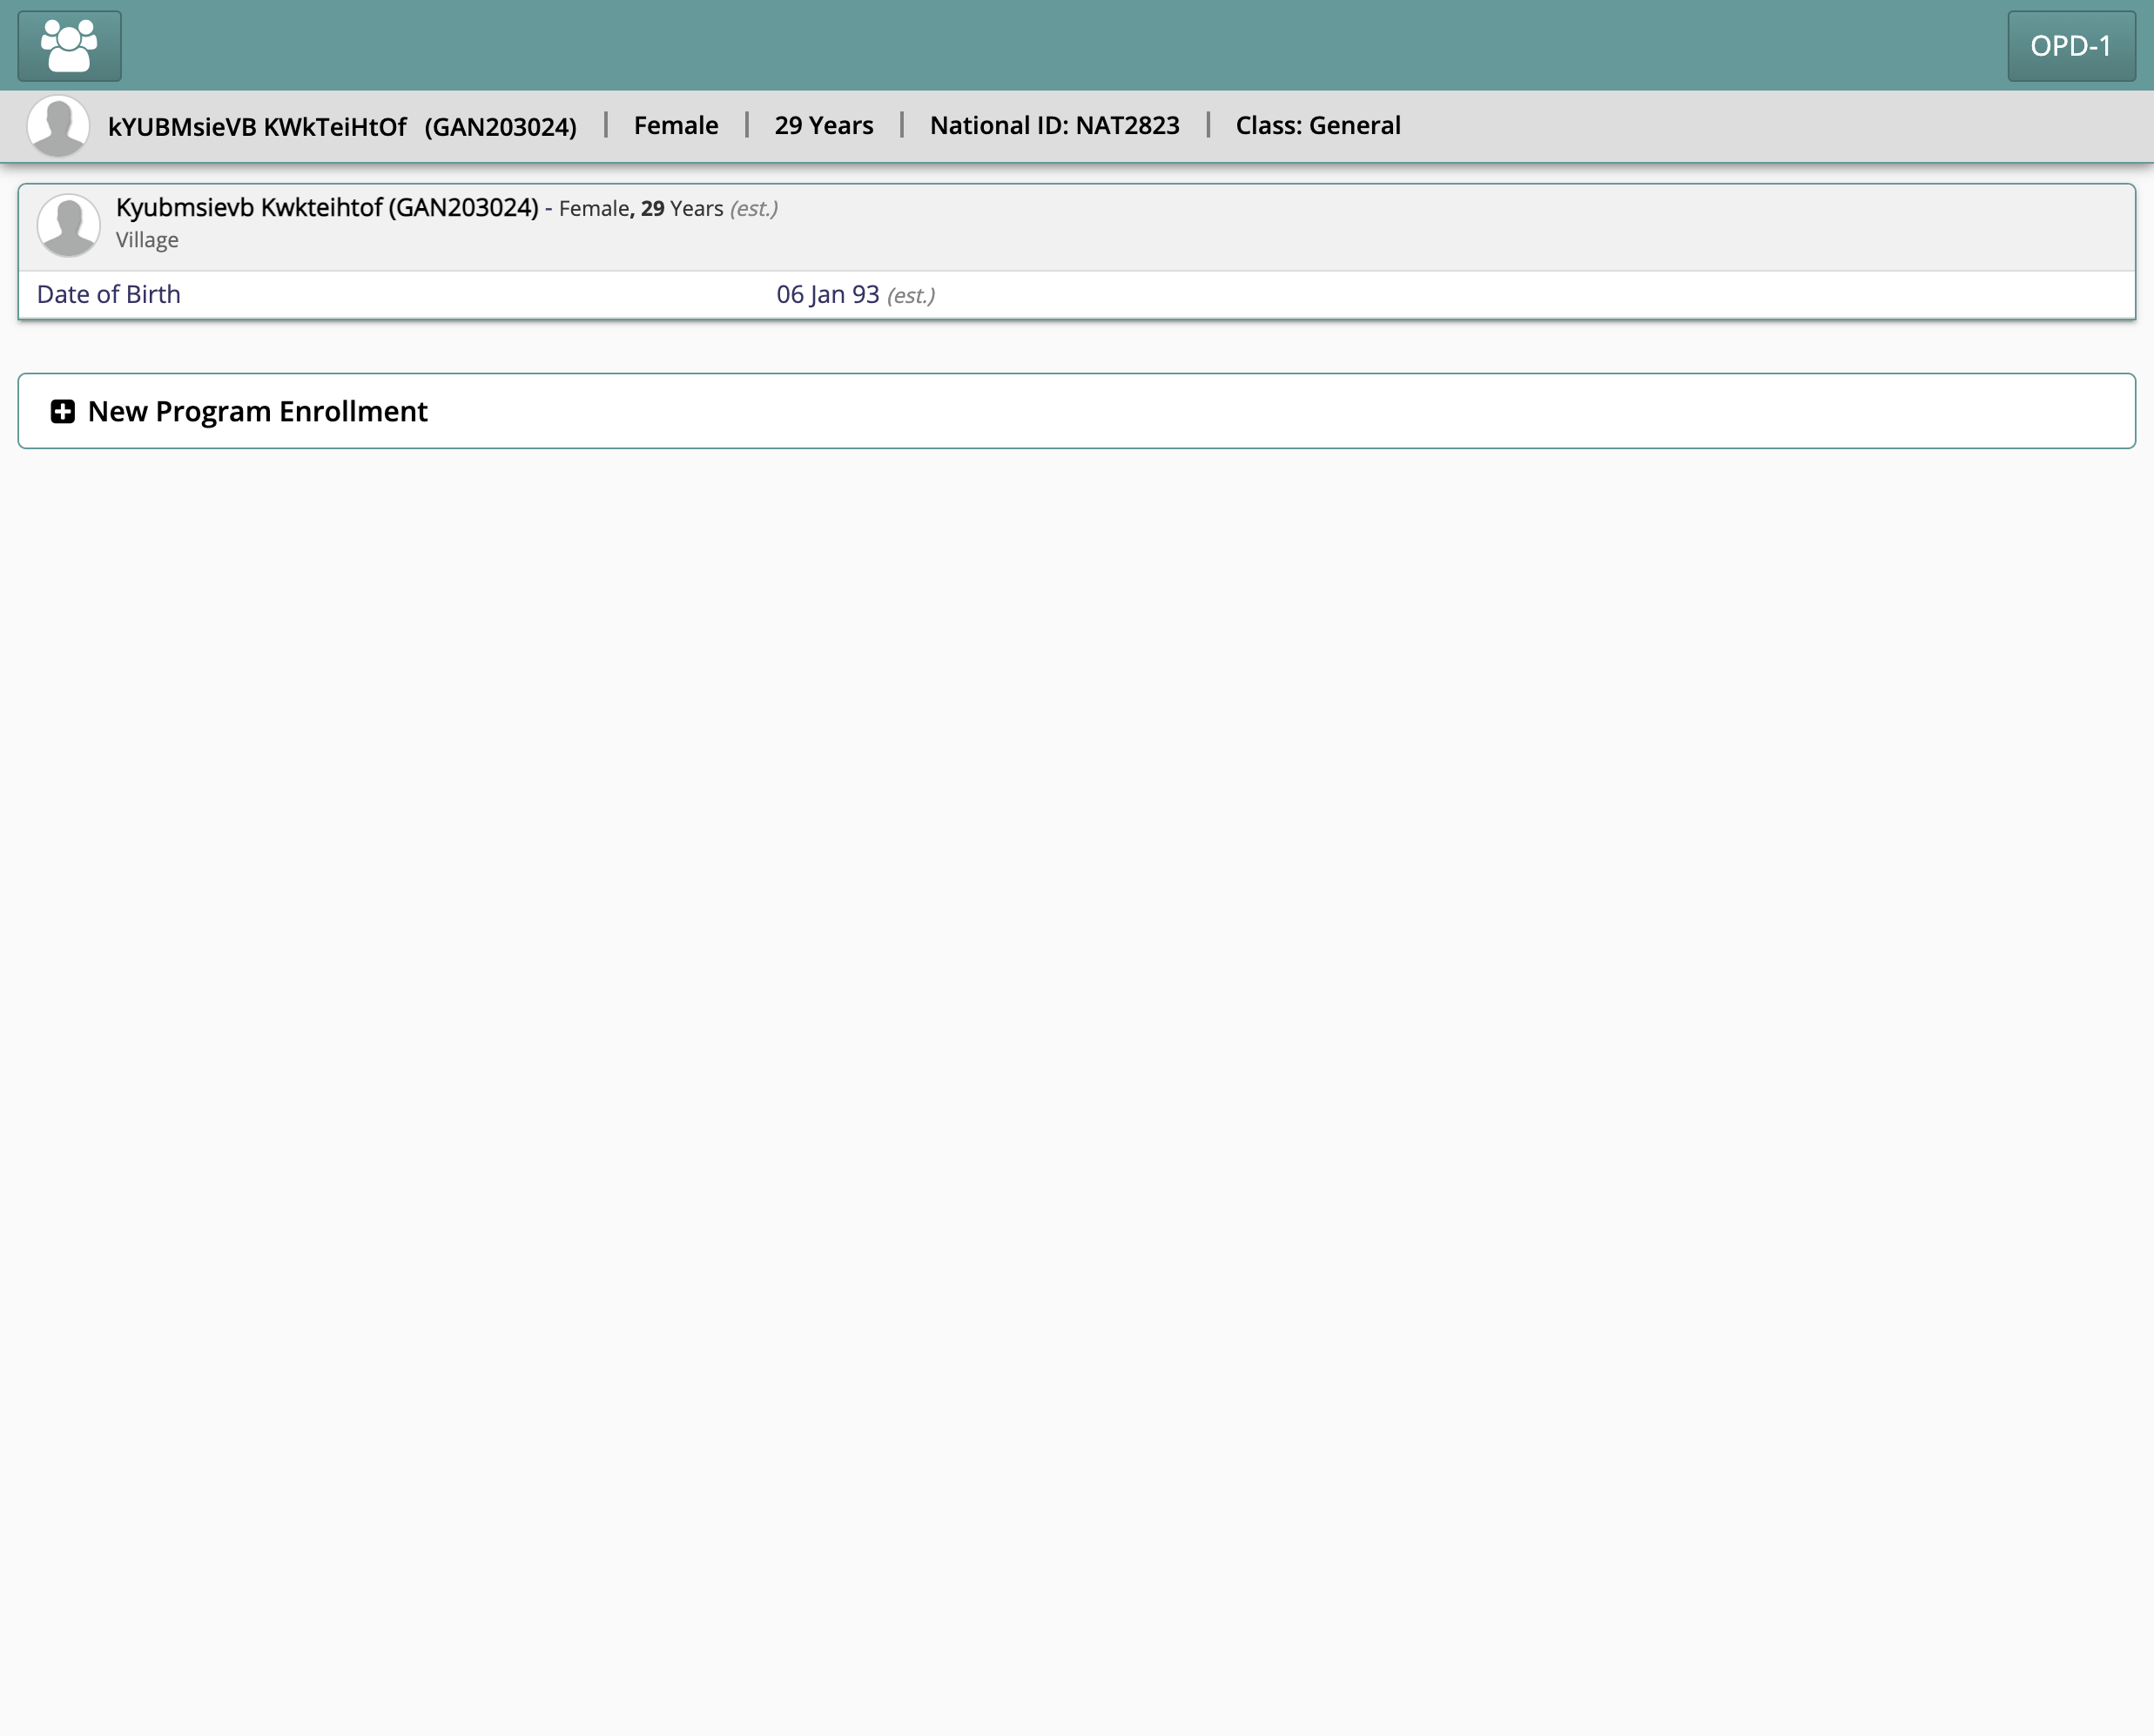 OPD-1
kYUBMsieVB KWkTeiHtOf (GAN203024) | Female | 29 Years | National ID: NAT2823 | Class: General
Kyubmsievb Kwkteihtof (GAN203024) - Female, 29 Years (est.)
Village
Date of Birth 06 Jan 93 (est.)
New Program Enrollment